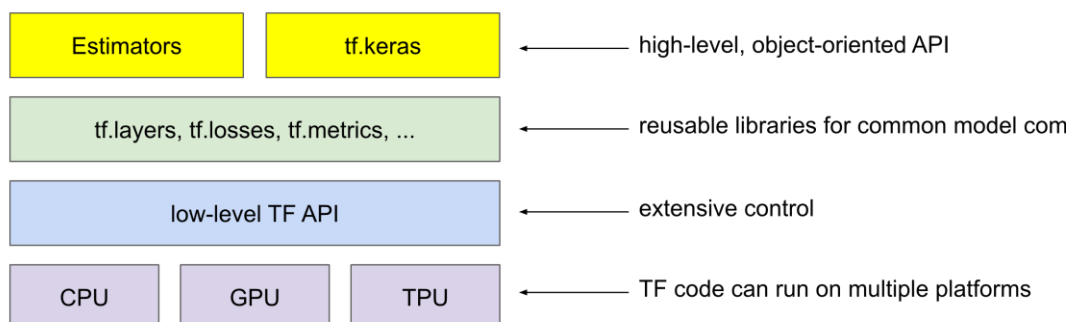 Estimators
tf.keras
high-level, object-oriented API
tf.layers, tf.losses, tf.metrics, ...
reusable libraries for common model com
low-level TF API
extensive control
CPU
GPU
TPU
TF code can run on multiple platforms